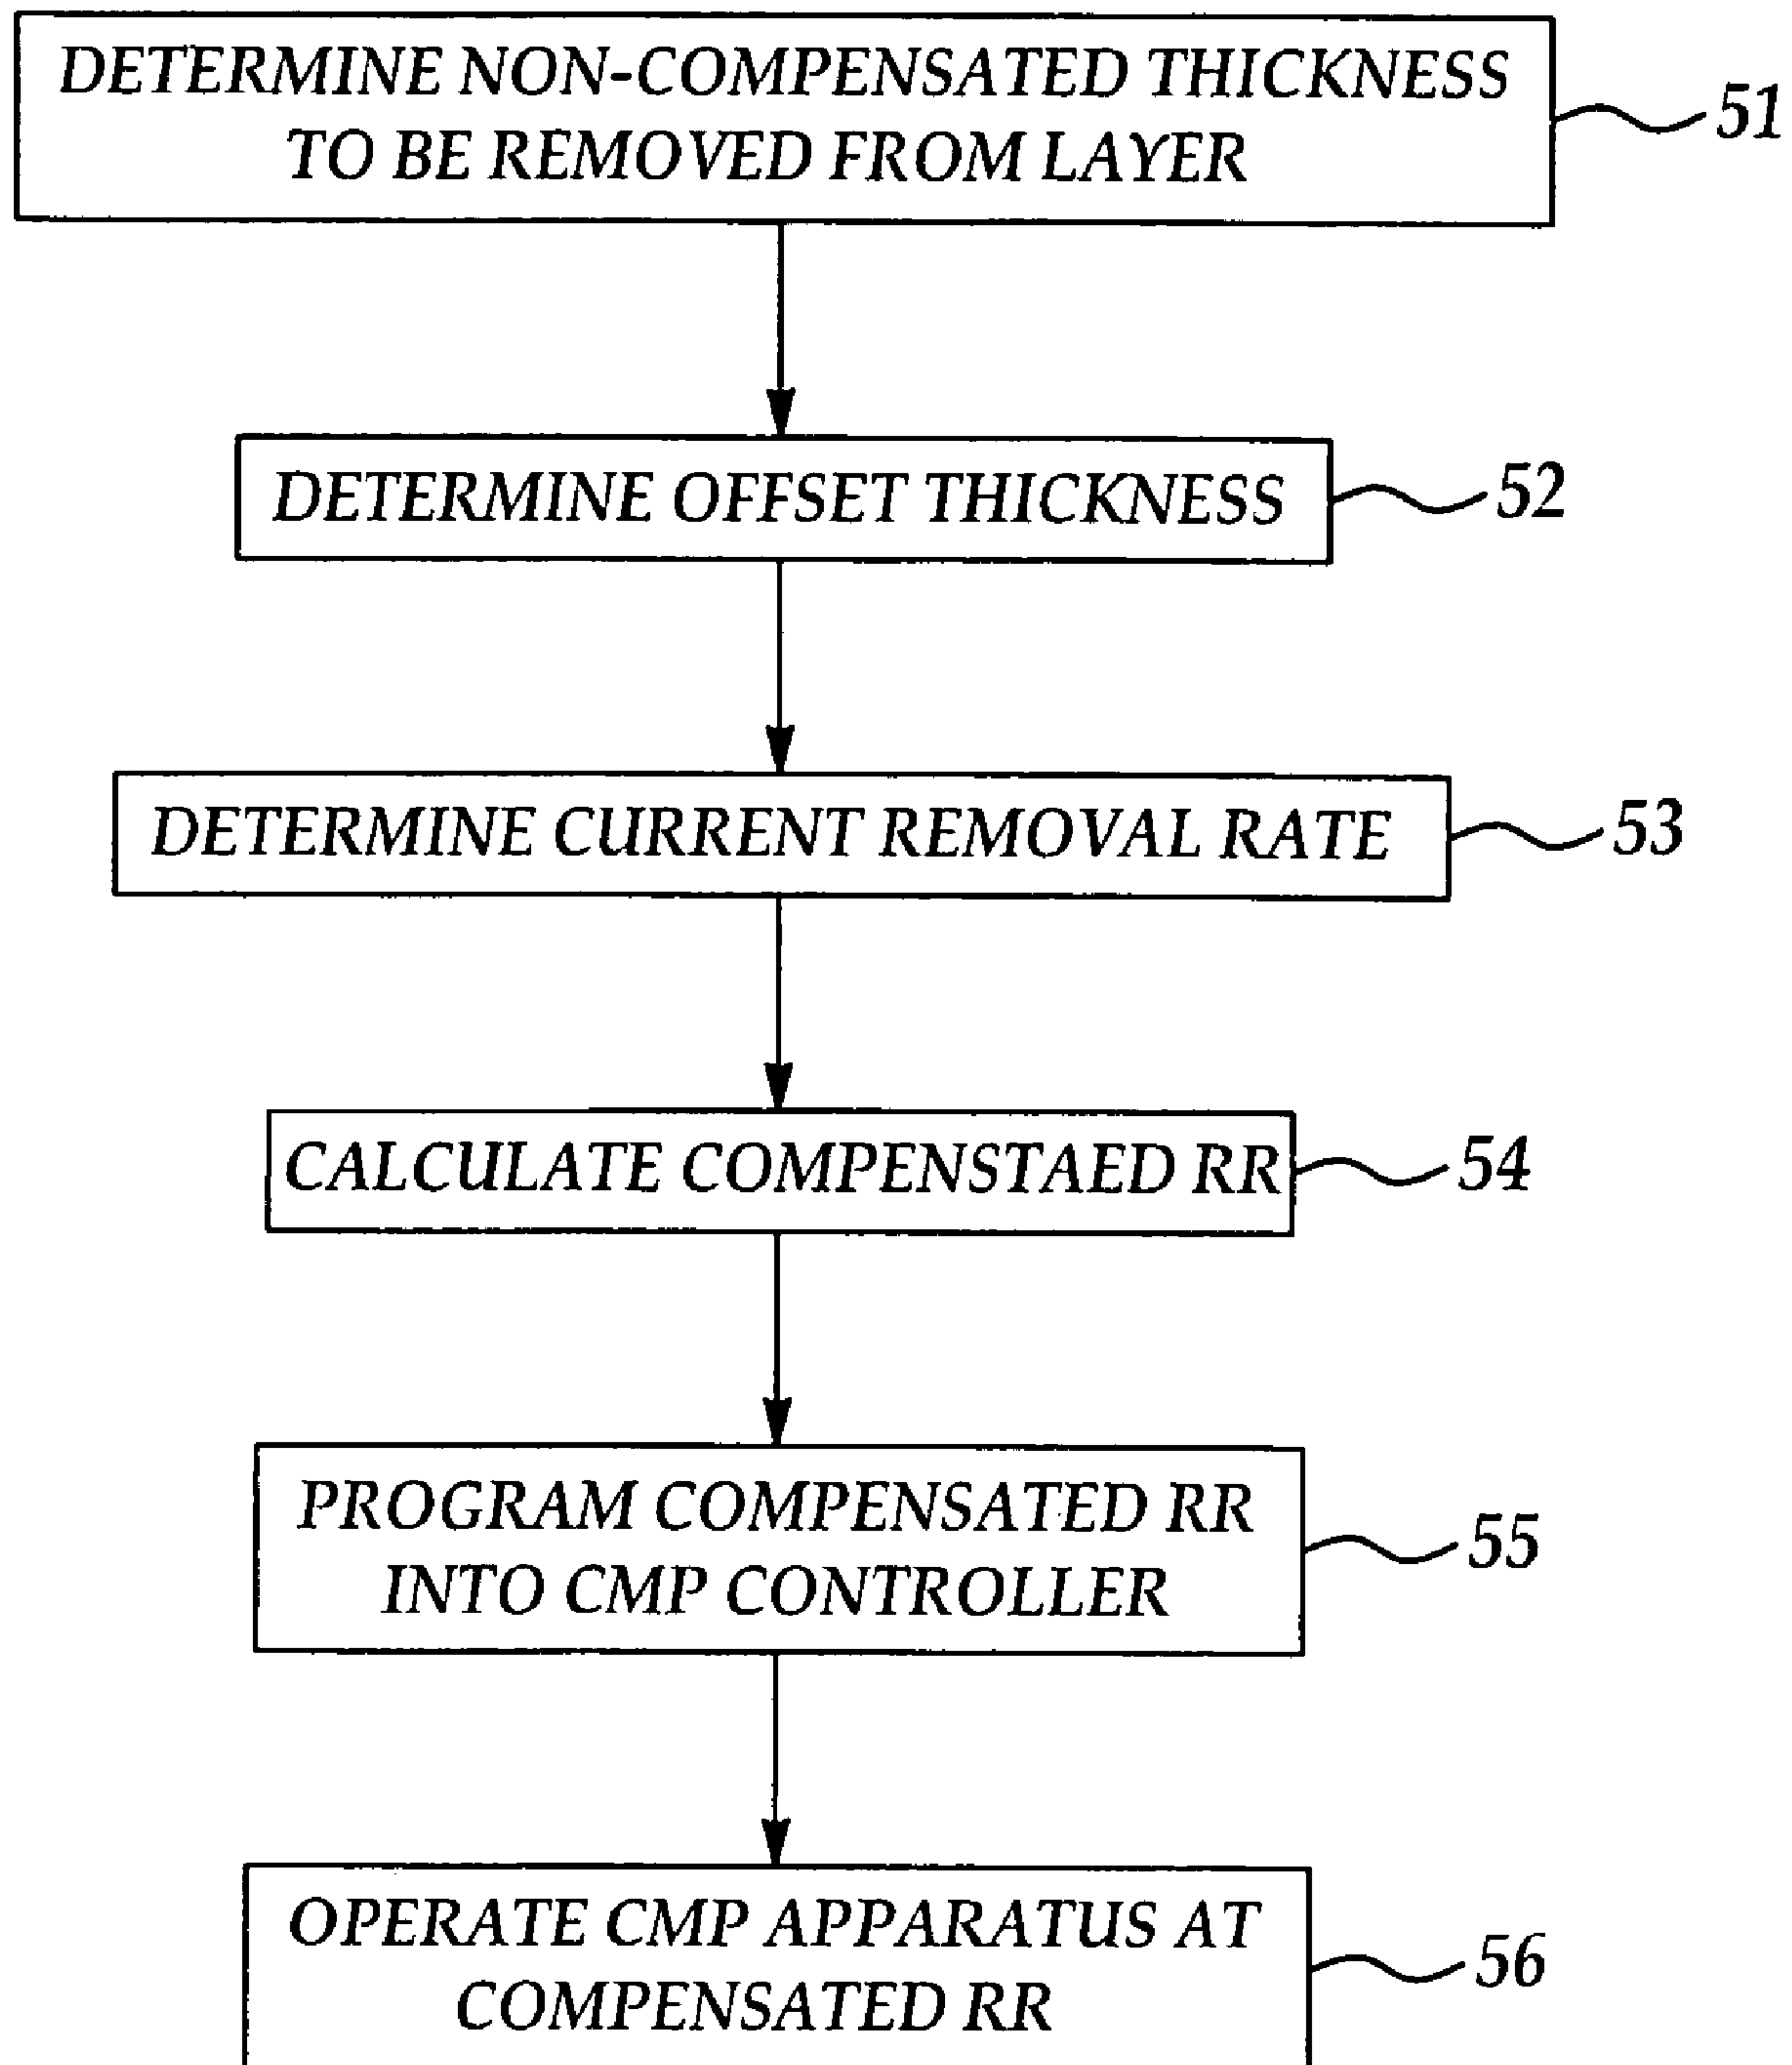 DETERMINE NON-COMPENSATED THICKNESS
TO BE REMOVED FROM LAYER
51
DETERMINE OFFSET THICKNESS
52
DETERMINE CURRENT REMOVAL RATE
53
CALCULATE COMPENSTAED RR
54
PROGRAM COMPENSATED RR
INTO CMP CONTROLLER
55
OPERATE CMP APPARATUS AT
COMPENSATED RR
56